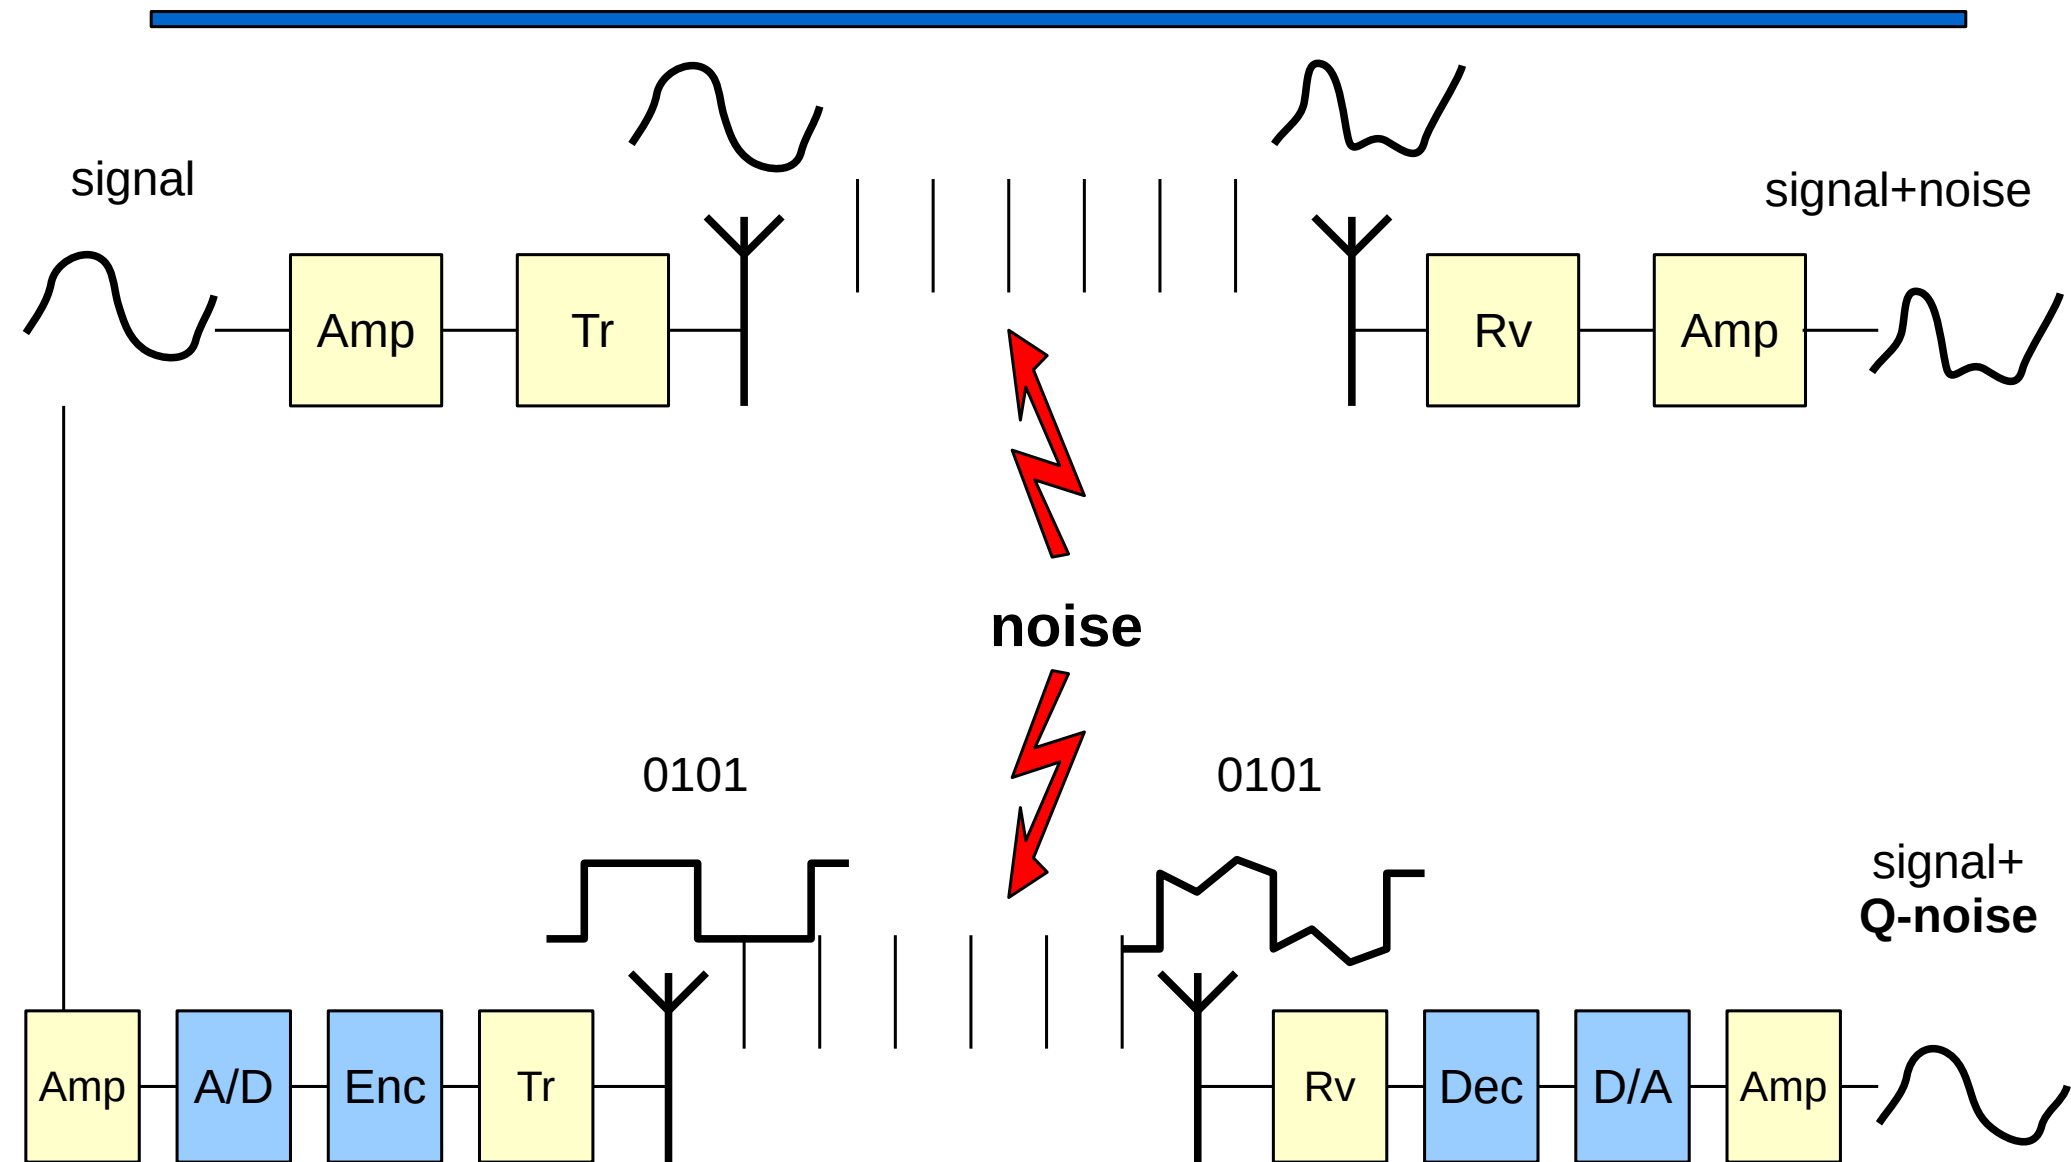 signal
signal+noise
Amp
Tr
Rv
Amp
noise
0101
0101
signal+
Q-noise
Amp
A/D
Enc
Tr
Rv
Dec
D/A
Amp